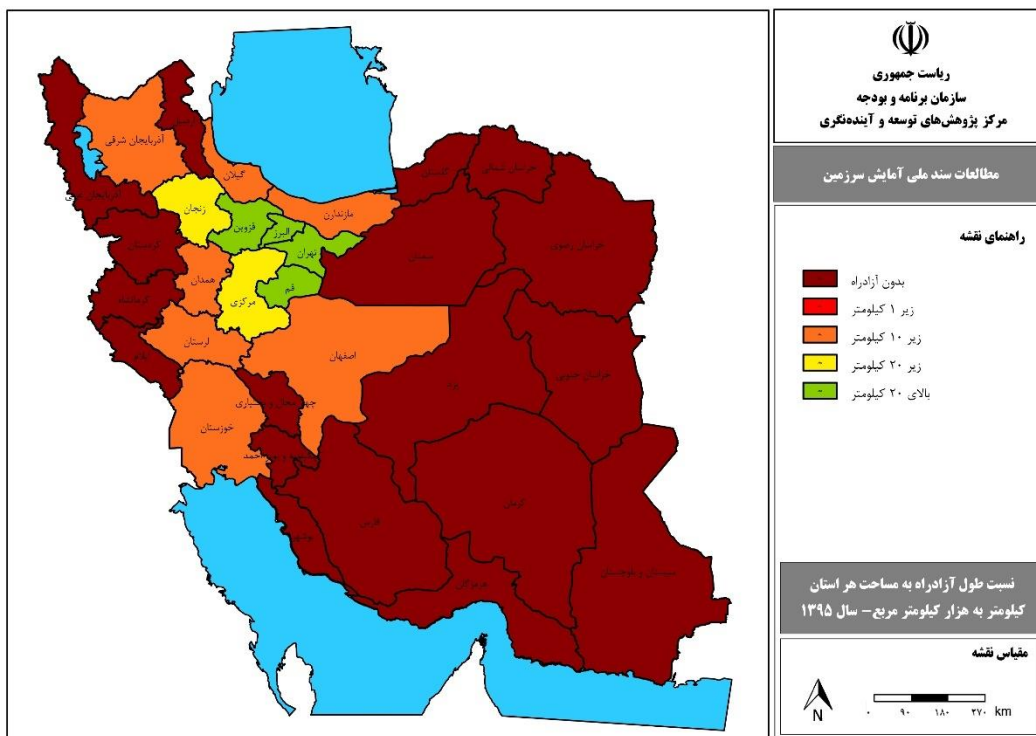 ریاست جمهوری
سازمان برنامه و بودجه
مرکز پژوهش‌های توسعه و آینده‌نگری
مطالعات سند ملی آمایش سرزمین
راهنمای نقشه
بدون آزادراه
زیر ۱ کیلومتر
زیر ۱۰ کیلومتر
زیر ۲۰ کیلومتر
بالای ۲۰ کیلومتر
نسبت طول آزادراه به مساحت هر استان
کیلومتر به هزار کیلومتر مربع- سال ۱۳۹۵
مقیاس نقشه
N
۰ ۹۰ ۱۸۰ ۲۷۰ km
آذربایجان شرقی
گیلان
خراسان شمالی
زنجان
مازندارن
قزوین
البرز
تهران
کردستان
خراسان رضوی
سمنان
همدان
قم
مرکزی
کرمانشاه
لرستان
اصفهان
ایلام
یزد
خراسان جنوبی
خوزستان
کرمان
فارس
بوشهر
سیستان و بلوچستان
هرمزگان